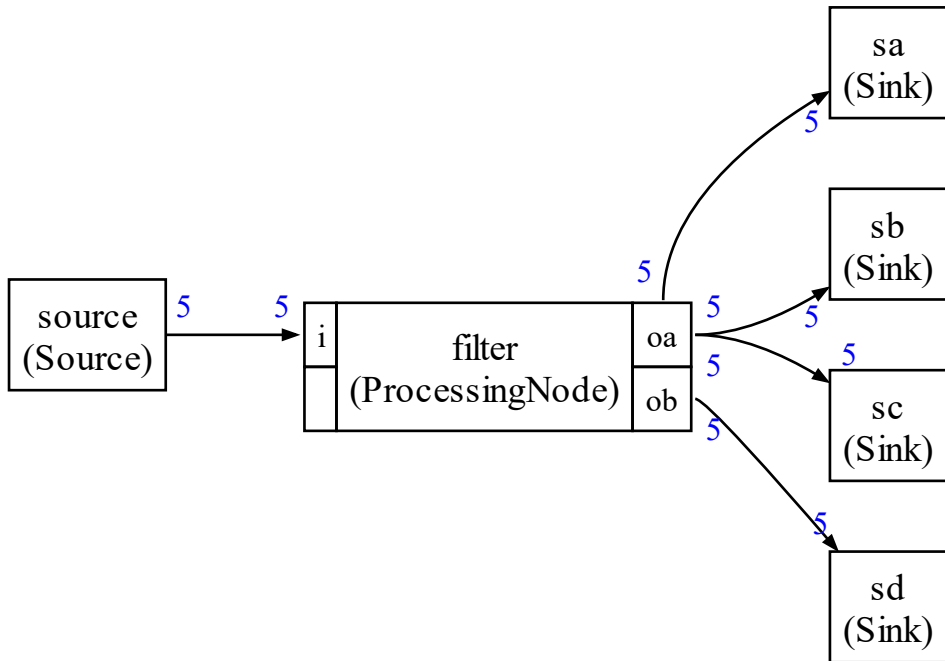 sa
(Sink)
5
sb
(Sink)
5
5
5
5
source
(Source)
5
5
i
filter
(ProcessingNode)
oa
ob
5
5
5
sc
(Sink)
5
sd
(Sink)